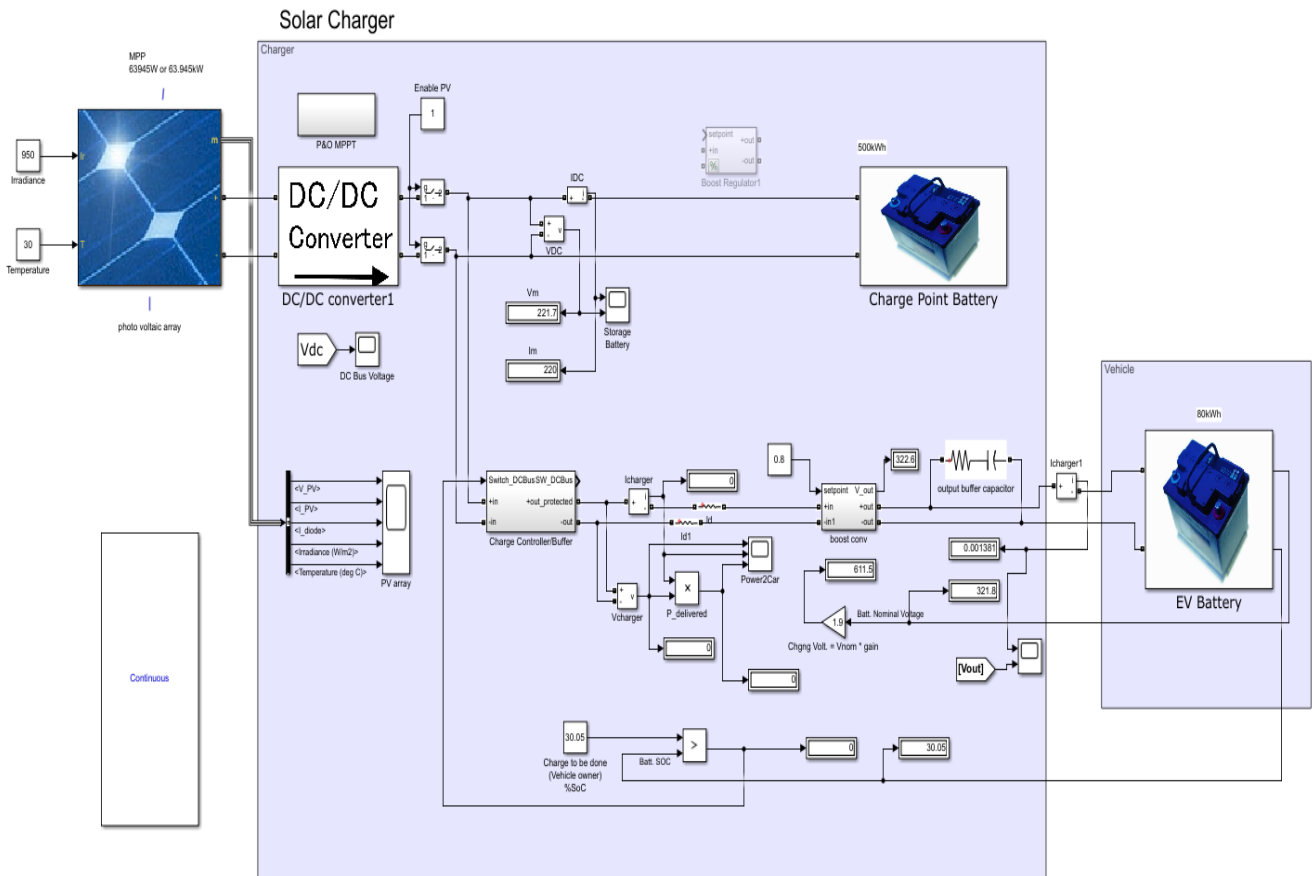 Solar Charger
Charger
MPP
63945W or 63.945kW
m
+
-
T
950
Irradiance
30
Temperature
photo voltaic array
P&O MPPT
Enable PV
1
DC/DC
Converter
DC/DC converter1
g
1
2
g
1
2
IDC
+
i
-
+
-
v
VDC
setpoint
+in
%
+out
-out
Boost Regulator1
500kWh
Charge Point Battery
Vm
221.7
Im
220
Storage
Battery
Vdc
DC Bus Voltage
Vehicle
80kWh
EV Battery
<V_PV>
<I_PV>
<I_diode>
<Irradiance (W/m2)>
<Temperature (deg C)>
PV array
Switch_DCBus
SW_DCBus
+in
+out_protected
-in
-out
Charge Controller/Buffer
Icharger
+
i
-
0
Id
Id1
0.8
setpoint
V_out
+in
+out
-in1
-out
boost conv
322.6
output buffer capacitor
Icharger1
i
+
-
0.001381
Power2Car
+
-
v
Vcharger
×
P_delivered
0
0
611.5
1.9
Batt. Nominal Voltage
Chgng Volt. = Vnom * gain
321.8
[Vout]
Continuous
30.05
Charge to be done
(Vehicle owner)
%SoC
Batt. SOC
>
0
30.05